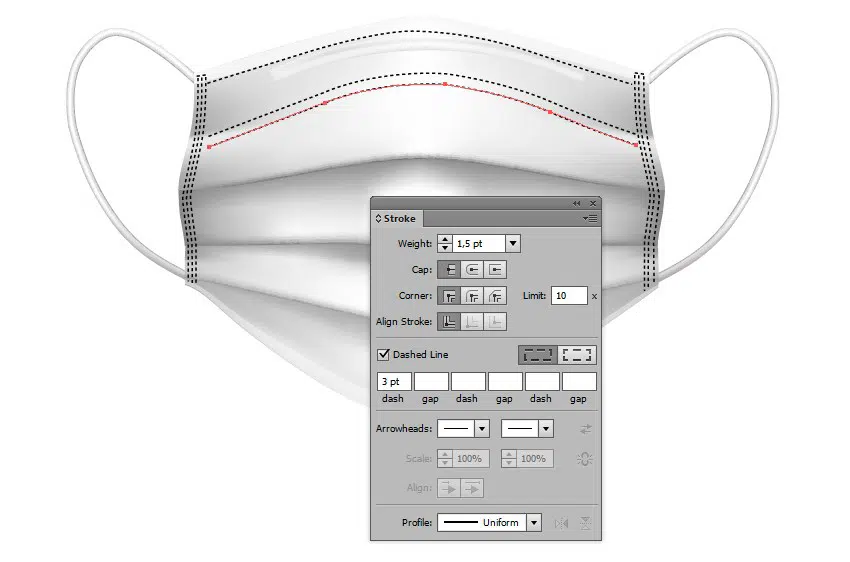 Stroke
Weight: 1,5 pt
Cap:
Corner: Limit: 10 x
Align Stroke:
Dashed Line
3 pt
dash gap dash gap dash gap
Arrowheads:
Scale: 100% 100%
Align:
Profile: Uniform